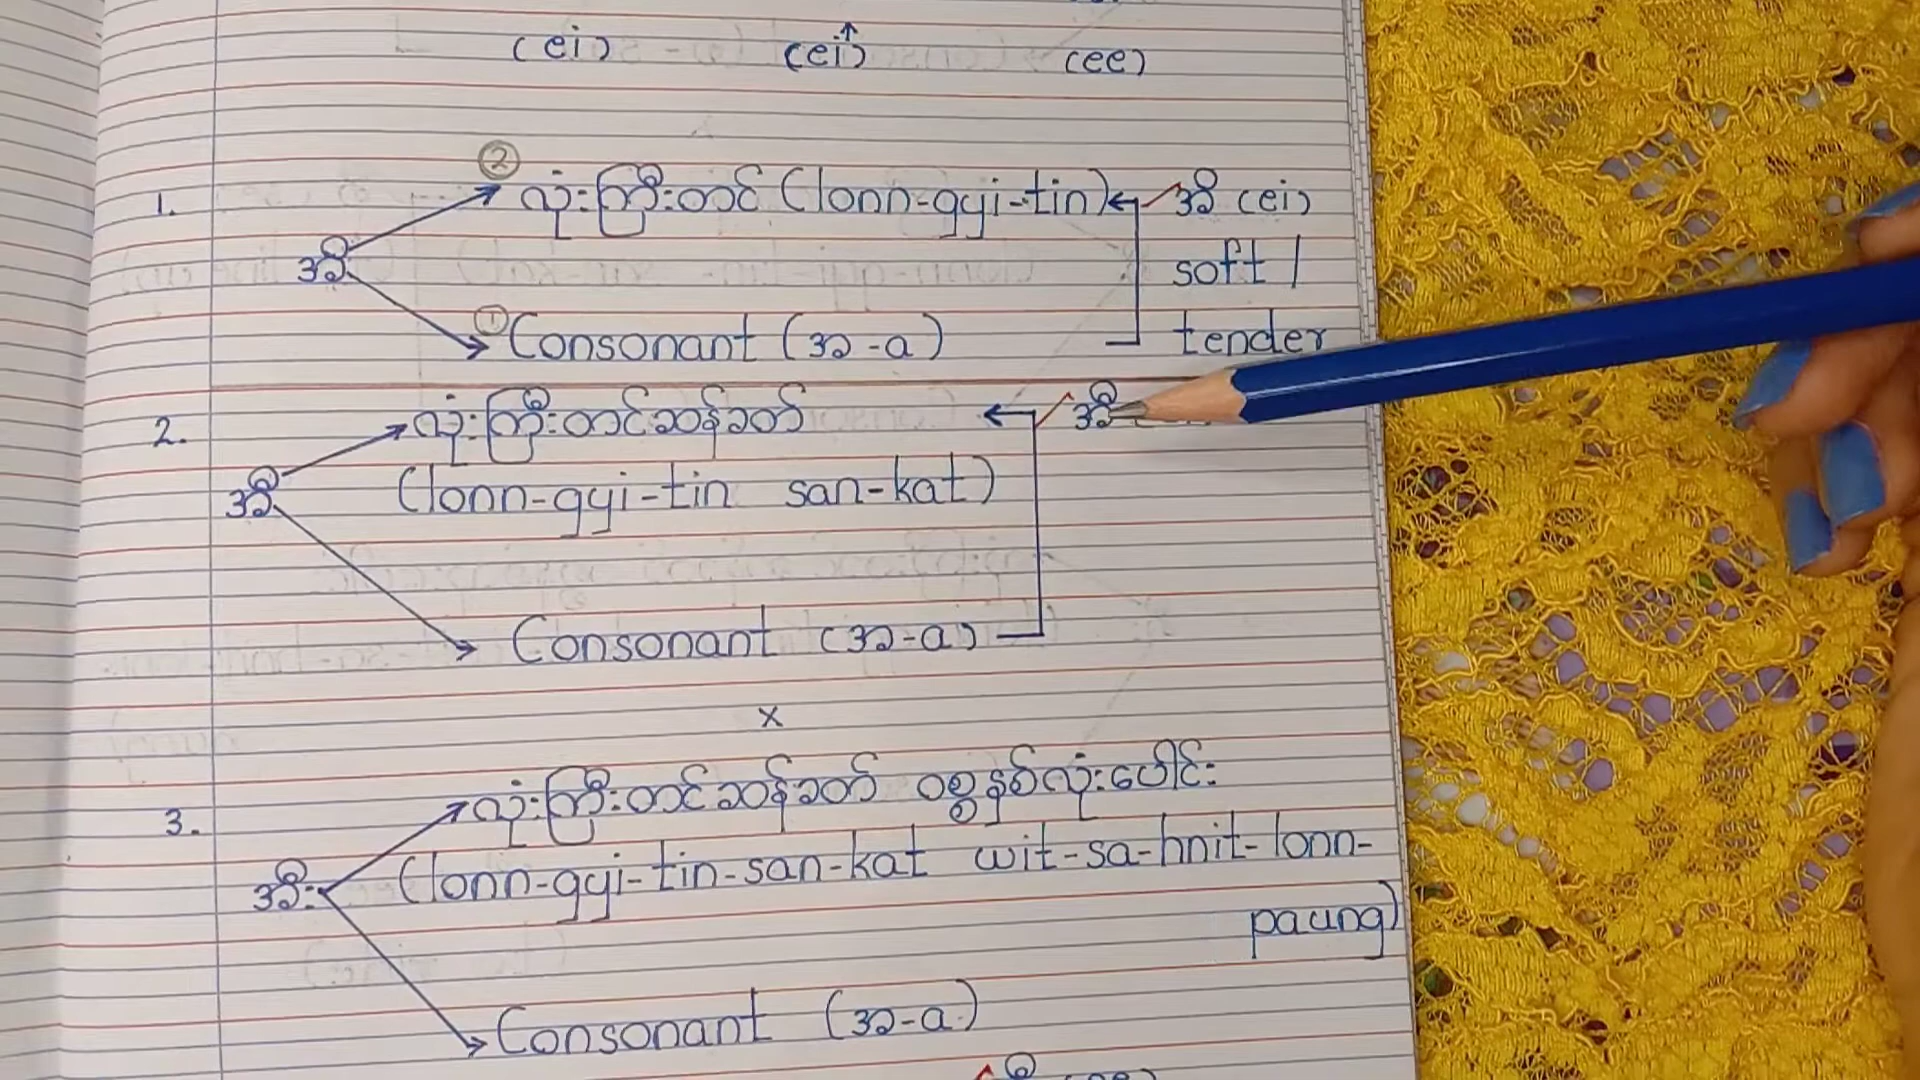 (ei) (ei) (ee)
1. ② လုံးကြီးတင် (lonn-gyi-tin) အိ (ei)
အိ soft /
① Consonant (အ-a) tender
2. လုံးကြီးတင်ဆန်ခတ် အီ
အီ (lonn-gyi-tin san-kat)
Consonant (အ-a)
x
3. လုံးကြီးတင်ဆန်ခတ် ဝစ္စနှစ်လုံးပေါင်း
အီး (lonn-gyi-tin-san-kat wit-sa-hnit-lonn-
paung)
Consonant (အ-a)